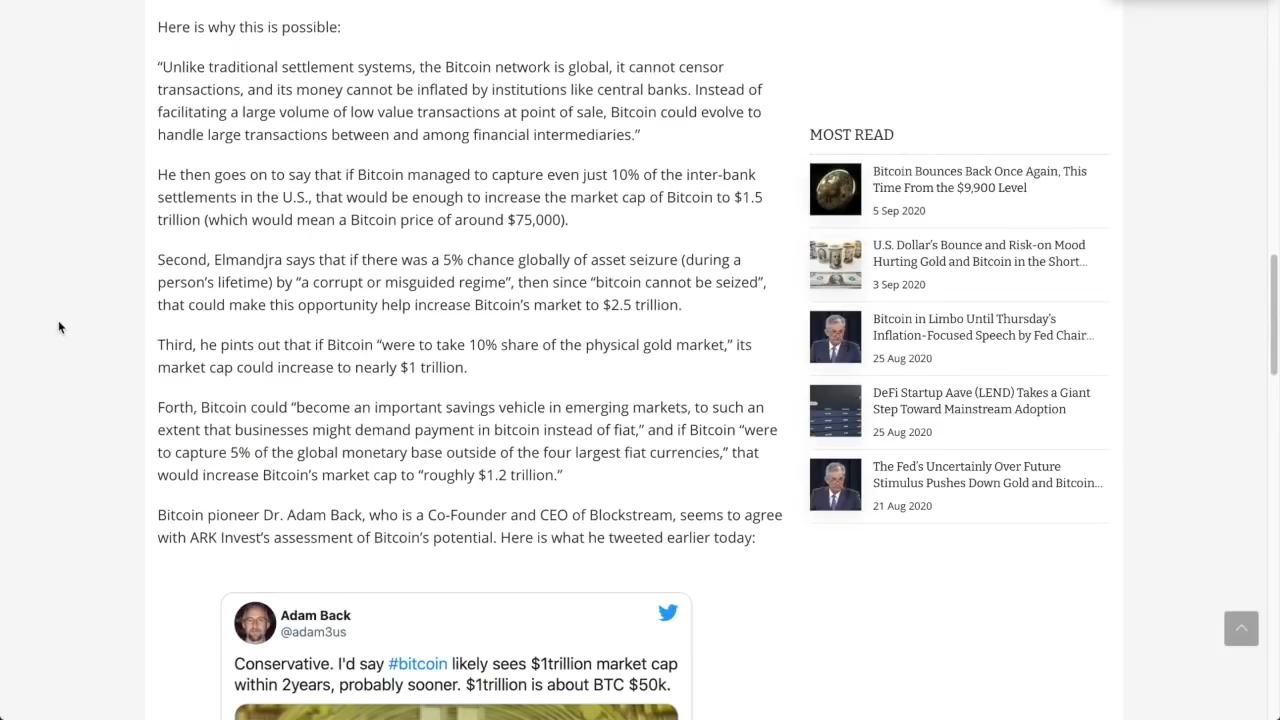 Here is why this is possible:
“Unlike traditional settlement systems, the Bitcoin network is global, it cannot censor
transactions, and its money cannot be inflated by institutions like central banks. Instead of
facilitating a large volume of low value transactions at point of sale, Bitcoin could evolve to
handle large transactions between and among financial intermediaries.”
He then goes on to say that if Bitcoin managed to capture even just 10% of the inter-bank
settlements in the U.S., that would be enough to increase the market cap of Bitcoin to $1.5
trillion (which would mean a Bitcoin price of around $75,000).
Second, Elmandjra says that if there was a 5% chance globally of asset seizure (during a
person’s lifetime) by “a corrupt or misguided regime”, then since “bitcoin cannot be seized”,
that could make this opportunity help increase Bitcoin’s market to $2.5 trillion.
Third, he pints out that if Bitcoin “were to take 10% share of the physical gold market,” its
market cap could increase to nearly $1 trillion.
Forth, Bitcoin could “become an important savings vehicle in emerging markets, to such an
extent that businesses might demand payment in bitcoin instead of fiat,” and if Bitcoin “were
to capture 5% of the global monetary base outside of the four largest fiat currencies,” that
would increase Bitcoin’s market cap to “roughly $1.2 trillion.”
Bitcoin pioneer Dr. Adam Back, who is a Co-Founder and CEO of Blockstream, seems to agree
with ARK Invest’s assessment of Bitcoin’s potential. Here is what he tweeted earlier today:
Adam Back
@adam3us
Conservative. I'd say #bitcoin likely sees $1trillion market cap
within 2years, probably sooner. $1trillion is about BTC $50k.
MOST READ
Bitcoin Bounces Back Once Again, This
Time From the $9,900 Level
5 Sep 2020
U.S. Dollar’s Bounce and Risk-on Mood
Hurting Gold and Bitcoin in the Short...
3 Sep 2020
Bitcoin in Limbo Until Thursday’s
Inflation-Focused Speech by Fed Chair...
25 Aug 2020
DeFi Startup Aave (LEND) Takes a Giant
Step Toward Mainstream Adoption
25 Aug 2020
The Fed’s Uncertainly Over Future
Stimulus Pushes Down Gold and Bitcoin...
21 Aug 2020